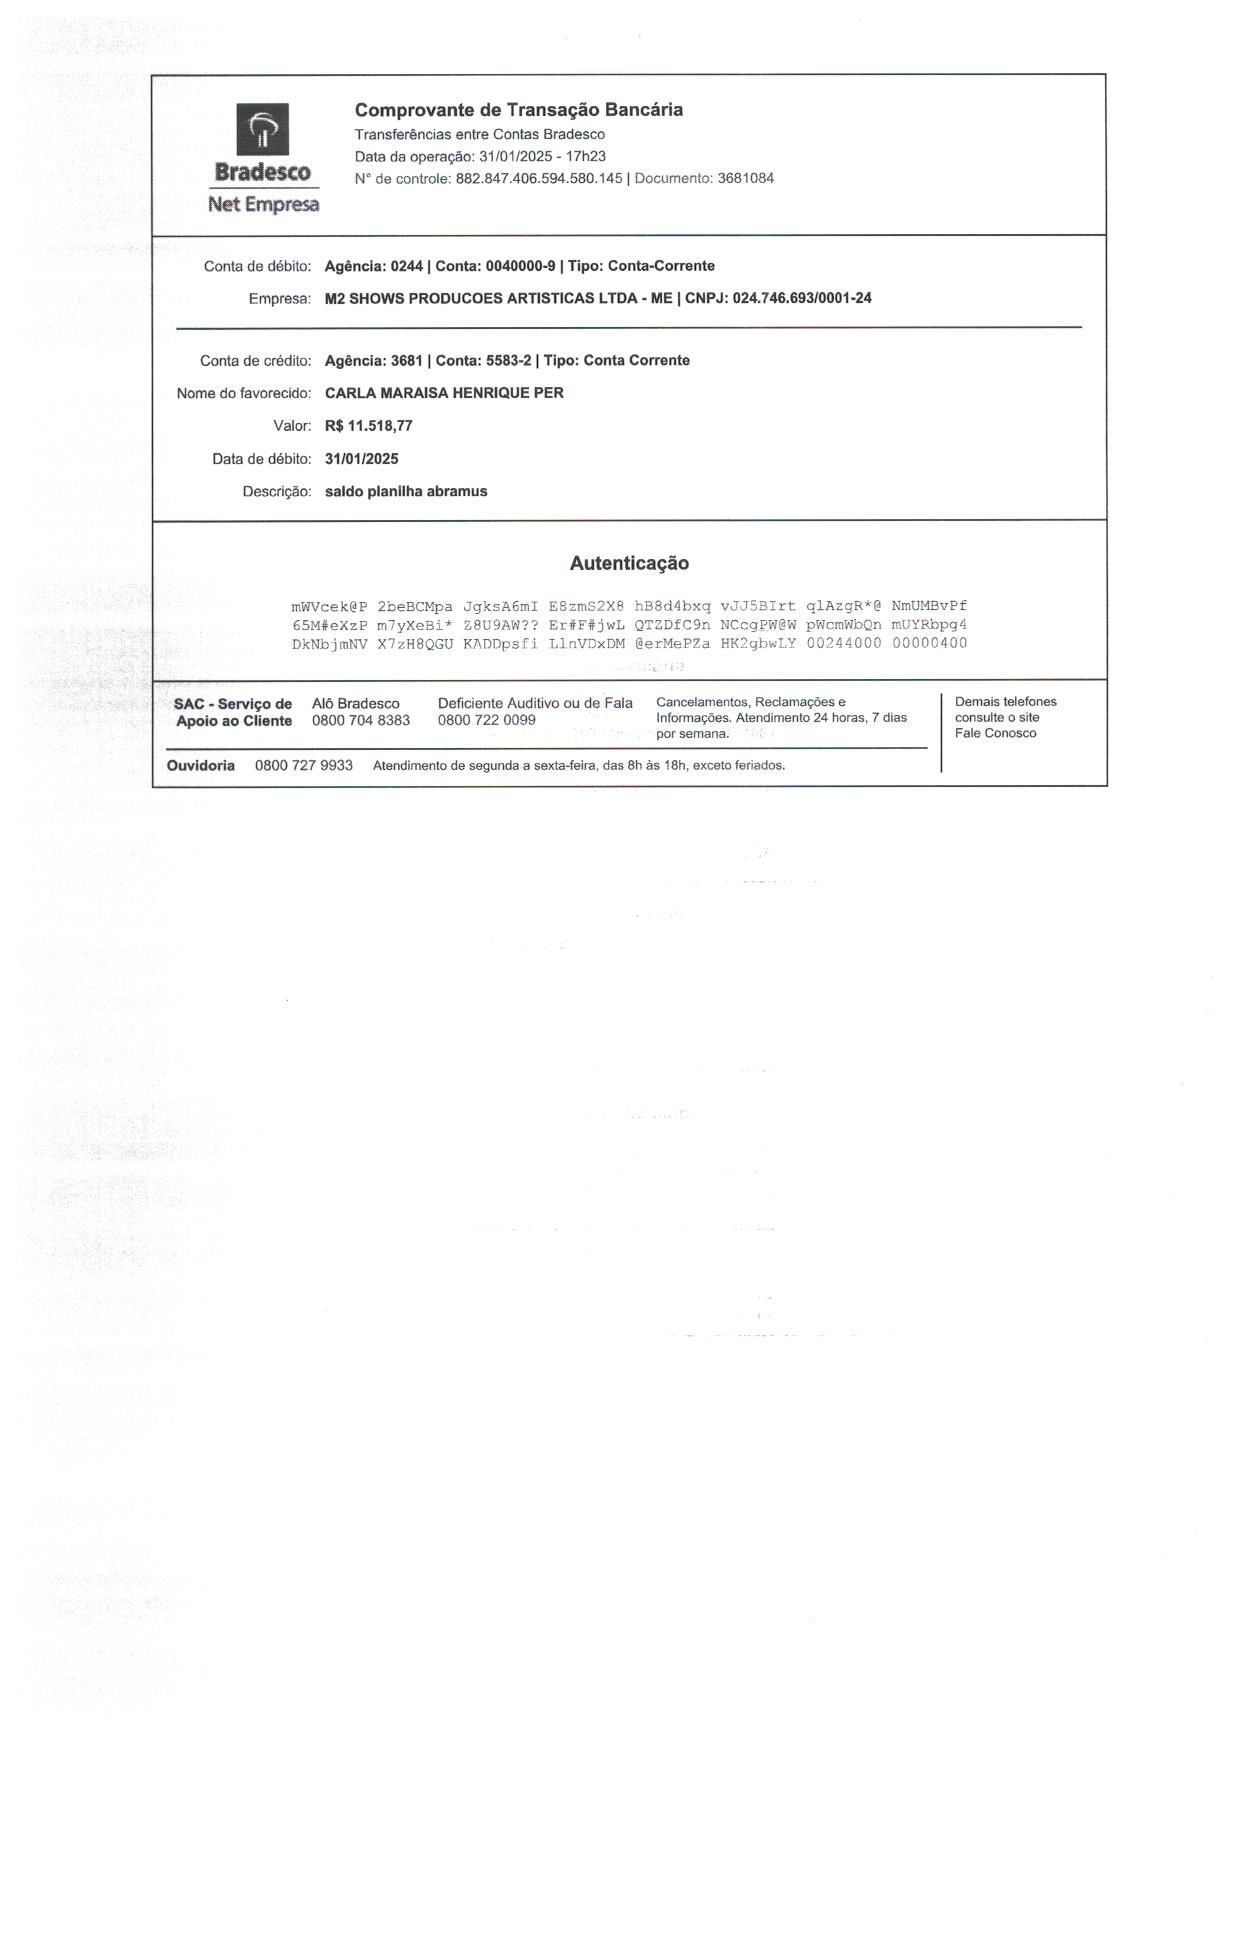 Comprovante de Transação Bancária
Transferências entre Contas Bradesco
Data da operação: 31/01/2025 - 17h23
N° de controle: 882.847.406.594.580.145 | Documento: 3681084
Bradesco
Net Empresa
Conta de débito: Agência: 0244 | Conta: 0040000-9 | Tipo: Conta-Corrente
Empresa: M2 SHOWS PRODUCOES ARTISTICAS LTDA - ME | CNPJ: 024.746.693/0001-24
Conta de crédito: Agência: 3681 | Conta: 5583-2 | Tipo: Conta Corrente
Nome do favorecido: CARLA MARAISA HENRIQUE PER
Valor: R$ 11.518,77
Data de débito: 31/01/2025
Descrição: saldo planilha abramus
Autenticação
mWVcek@P 2beBCMpa JgksA6mI E8zmS2X8 hB8d4bxq vJJ5BIrt qlAzgR*@ NmUMBvPf
65M#eXzP m7yXeBi* Z8U9AW?? Er#F#jwL QTZDfC9n NCcgPW@W pWcmWbQn mUYRbpg4
DkNbjmNV X7zH8QGU KADDpsfi LlnVDxDM @erMePZa HK2gbwLY 00244000 00000400
SAC - Serviço de Apoio ao Cliente
Alô Bradesco
0800 704 8383
Deficiente Auditivo ou de Fala
0800 722 0099
Cancelamentos, Reclamações e
Informações. Atendimento 24 horas, 7 dias
por semana.
Demais telefones
consulte o site
Fale Conosco
Ouvidoria 0800 727 9933 Atendimento de segunda a sexta-feira, das 8h às 18h, exceto feriados.